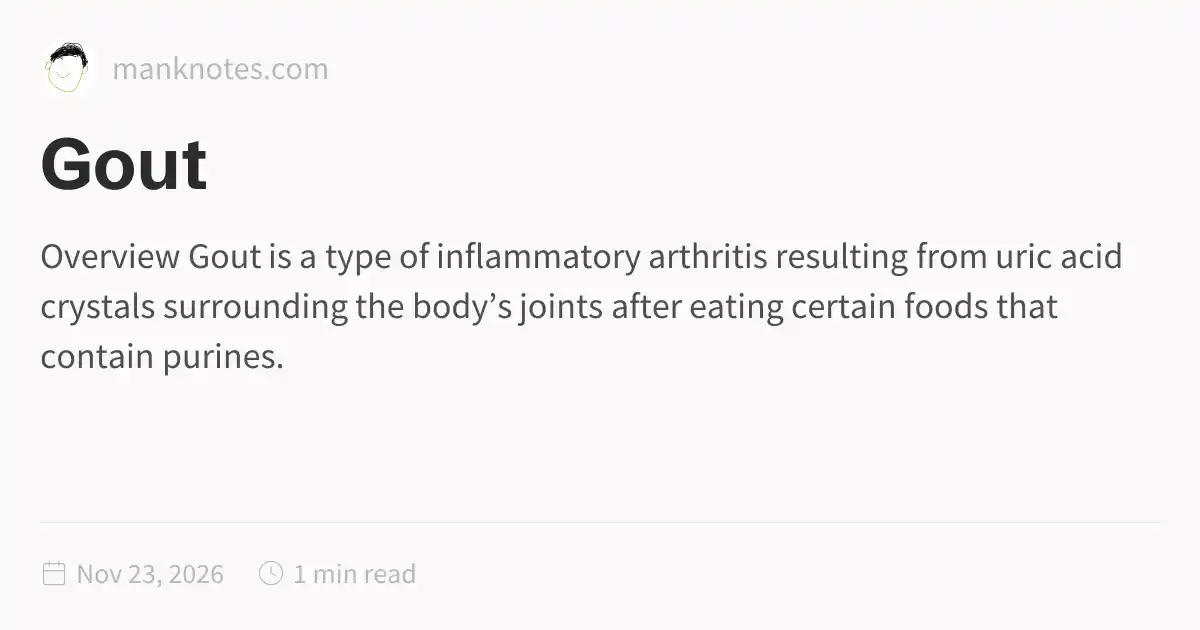 manknotes.com
Gout
Overview Gout is a type of inflammatory arthritis resulting from uric acid
crystals surrounding the body’s joints after eating certain foods that
contain purines.
Nov 23, 2026
1 min read